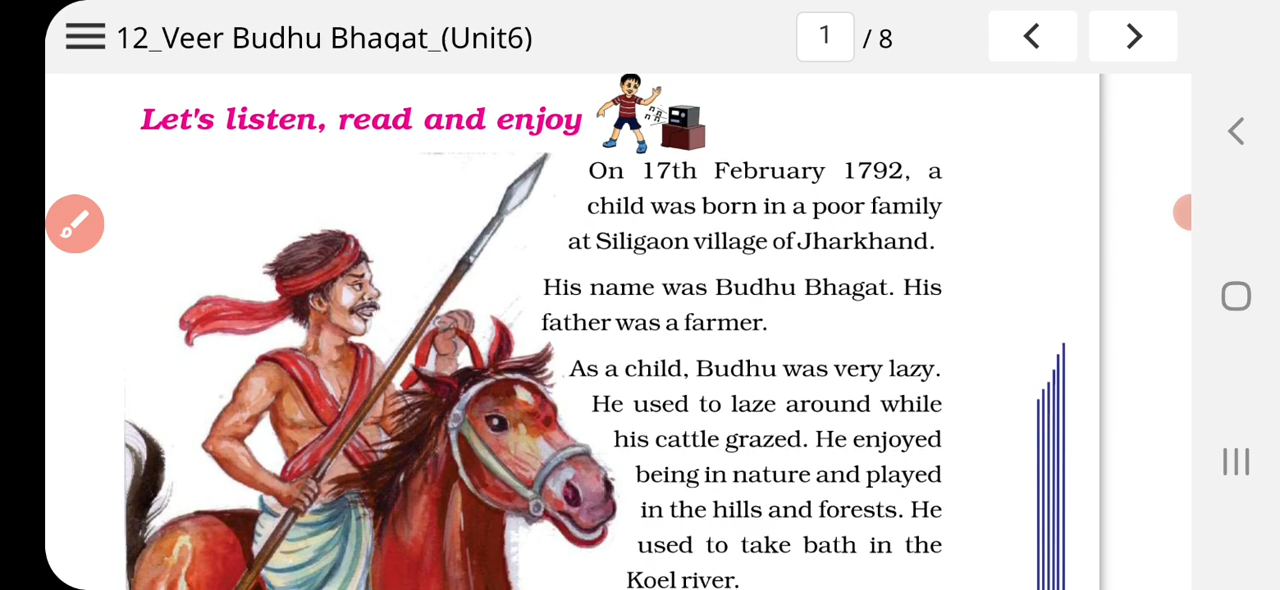 12_Veer Budhu Bhagat_(Unit6)
1 / 8
Let's listen, read and enjoy
On 17th February 1792, a
child was born in a poor family
at Siligaon village of Jharkhand.
His name was Budhu Bhagat. His
father was a farmer.
As a child, Budhu was very lazy.
He used to laze around while
his cattle grazed. He enjoyed
being in nature and played
in the hills and forests. He
used to take bath in the
Koel river.